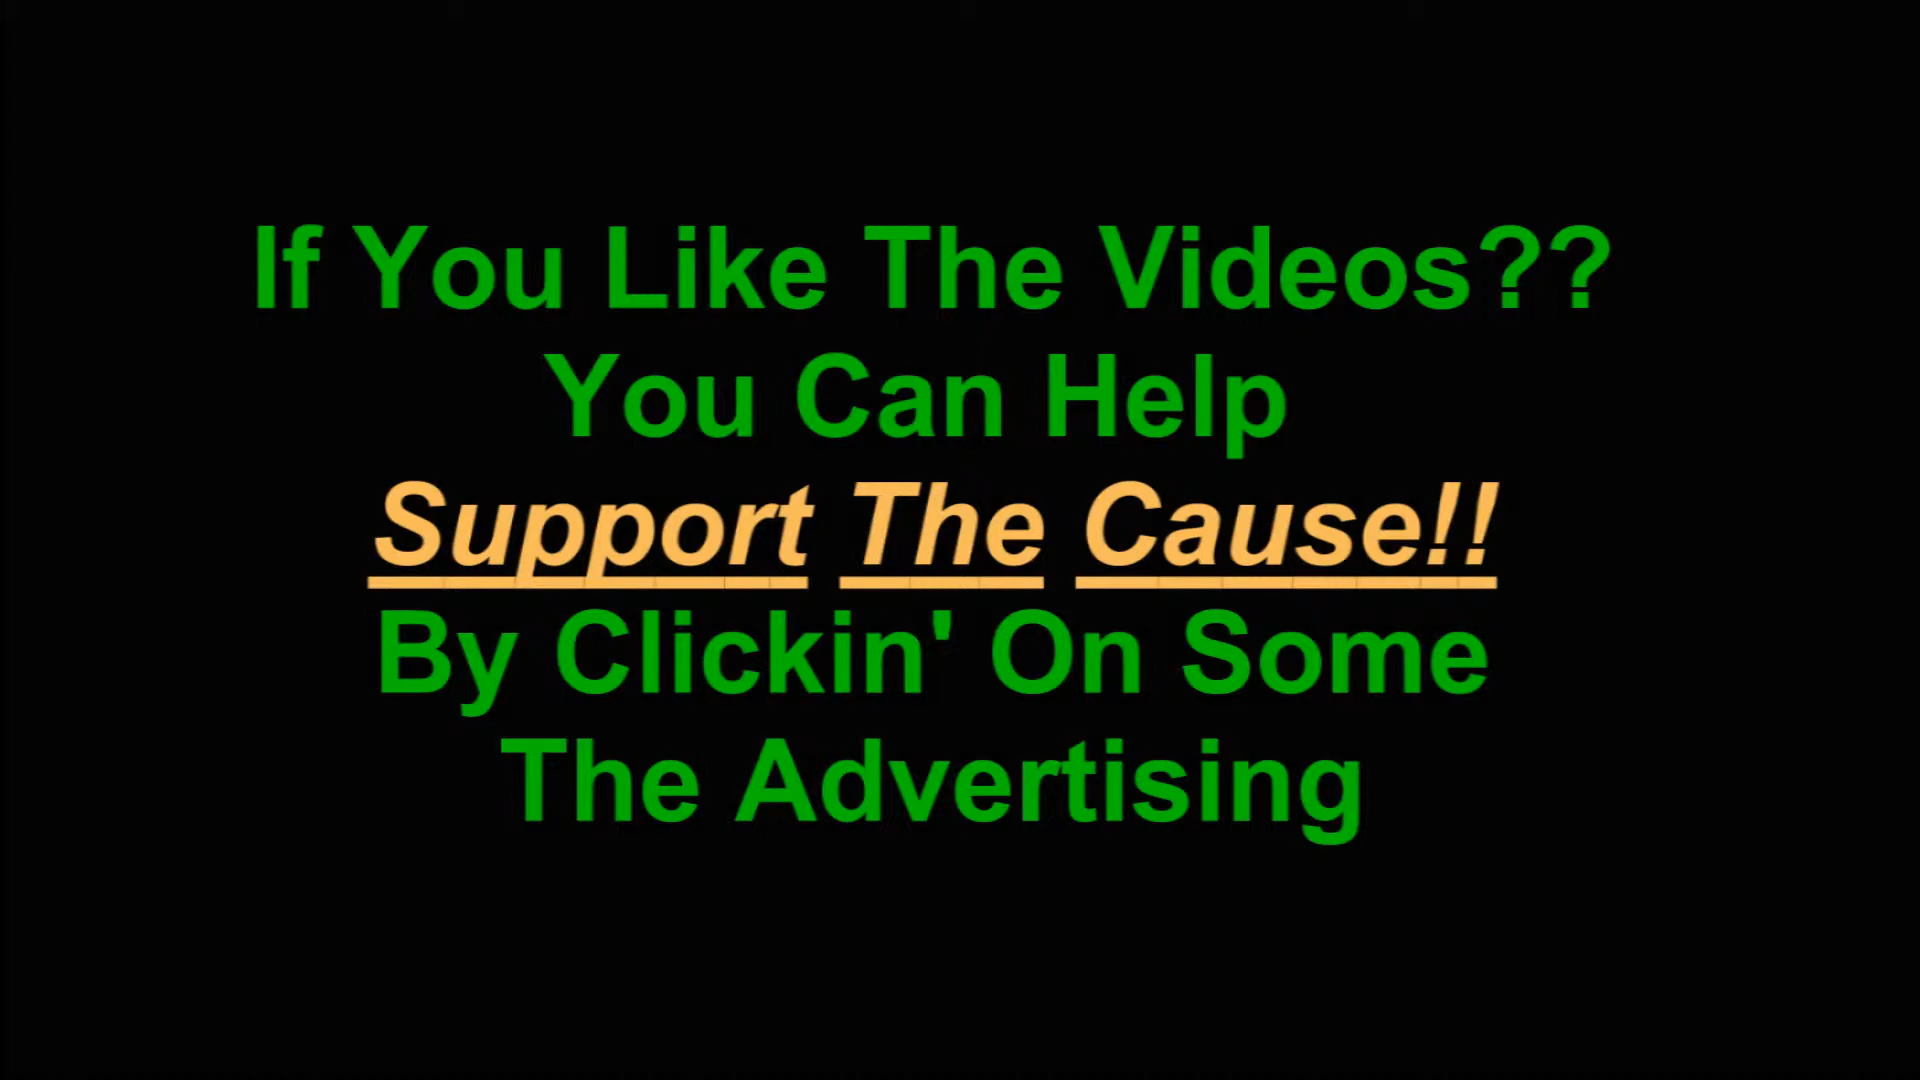 If You Like The Videos??
You Can Help
Support The Cause!!
By Clickin' On Some
The Advertising